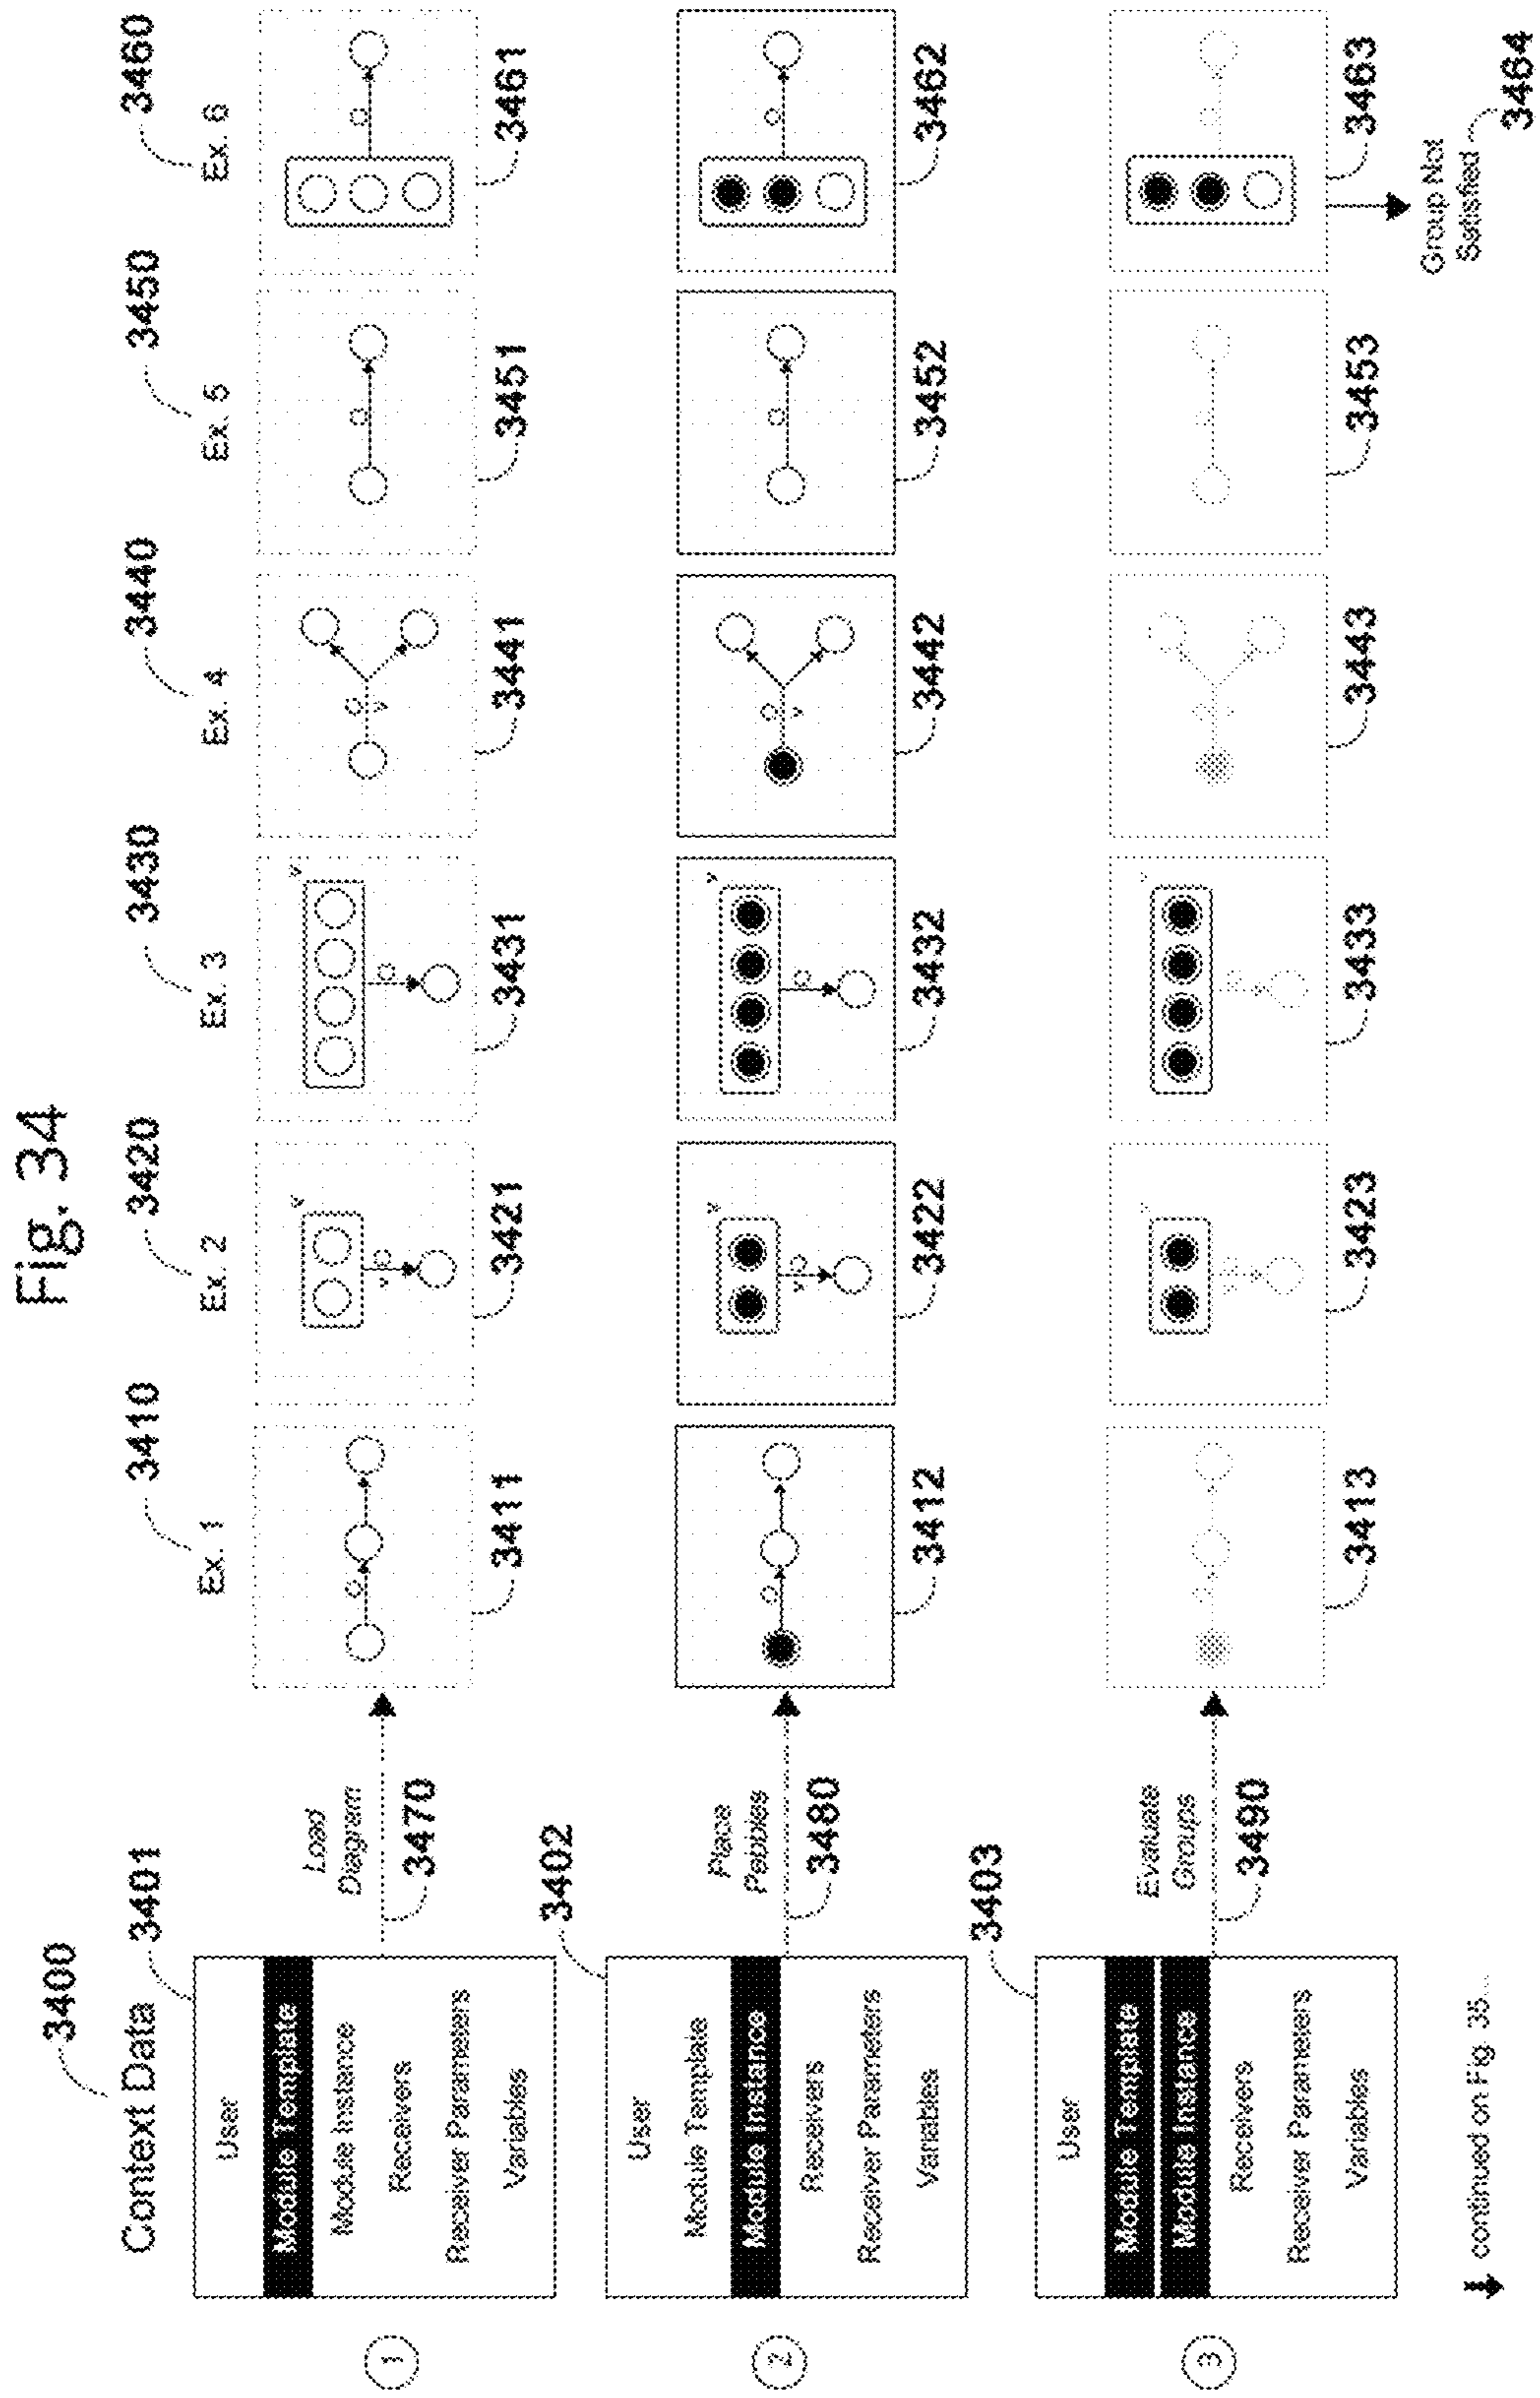 Fig. 34
3400
Context Data
3410
Ex. 1
3420
Ex. 2
3430
Ex. 3
3440
Ex. 4
3450
Ex. 5
3460
Ex. 6
1
3401
User
Module Template
Module Instance
Receivers
Receiver Parameters
Variables
Load
Diagram
3470
3411
3421
v
v
3431
v
3441
v
3451
3461
2
3402
User
Module Template
Module Instance
Receivers
Receiver Parameters
Variables
Place
Pebbles
3480
3412
3422
v
v
3432
v
3442
v
3452
3462
3
3403
User
Module Template
Module Instance
Receivers
Receiver Parameters
Variables
Evaluate
Groups
3490
3413
3423
3433
3443
3453
3463
Group Not
Satisfied
3464
continued on Fig. 35...